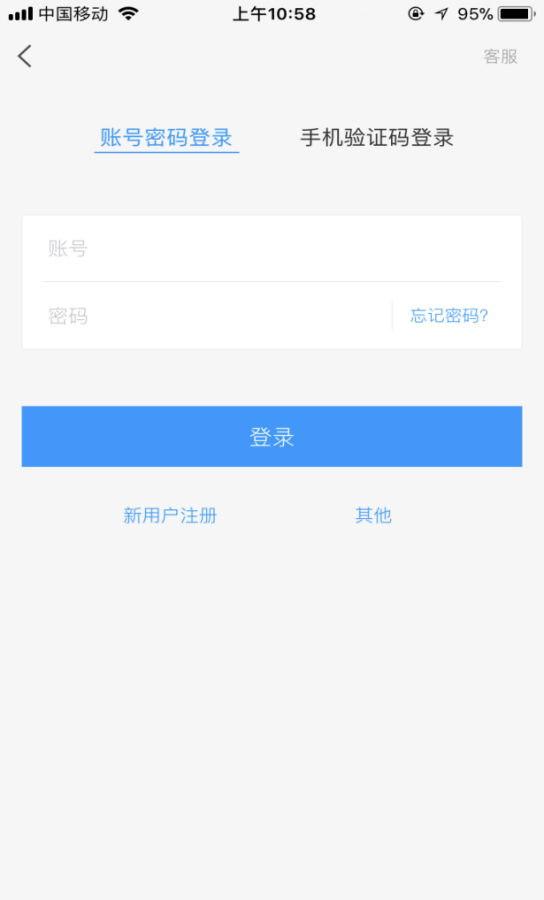 中国移动 上午10:58 95%
客服
账号密码登录 手机验证码登录
账号
密码 忘记密码?
登录
新用户注册 其他